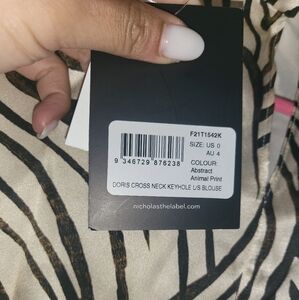 F21T1542K
SIZE: US 0
AU 4
COLOUR:
Abstract
Animal Print
9 346729 876238
DORIS CROSS NECK KEYHOLE L/S BLOUSE
nicholasthelabel.com